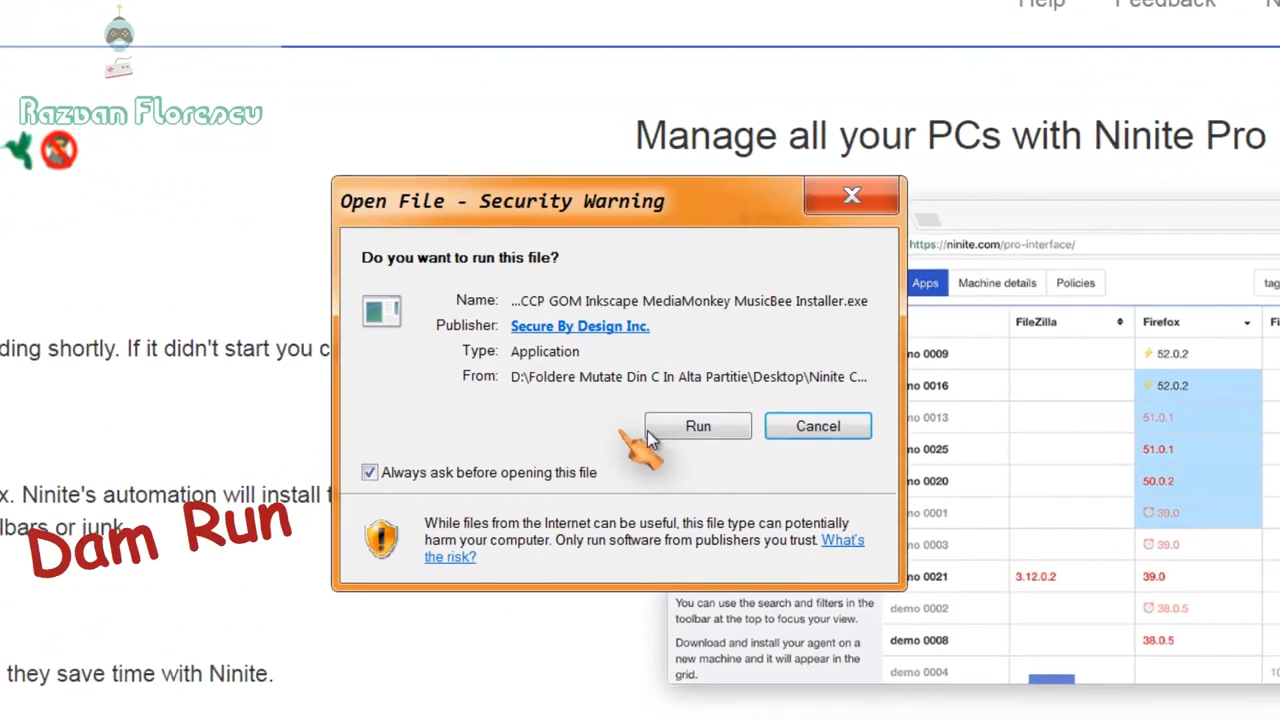 Help Feedback
Razvan Florescu
Manage all your PCs with Ninite Pro
Open File - Security Warning
Do you want to run this file?
Name: ...CCP GOM Inkscape MediaMonkey MusicBee Installer.exe
Publisher: Secure By Design Inc.
Type: Application
From: D:\Foldere Mutate Din C In Alta Partitie\Desktop\Ninite C...
Run Cancel
Always ask before opening this file
While files from the Internet can be useful, this file type can potentially
harm your computer. Only run software from publishers you trust. What's
the risk?
ding shortly. If it didn't start you c
x. Ninite's automation will install t
lbars or junk
Dam Run
they save time with Ninite.
https://ninite.com/pro-interface/
Apps Machine details Policies tag
FileZilla Firefox
mo 0009 52.0.2
mo 0016 52.0.2
mo 0013 51.0.1
mo 0025 51.0.1
mo 0020 50.0.2
mo 0001 39.0
mo 0003 39.0
mo 0021 3.12.0.2 39.0
demo 0002 38.0.5
demo 0008 38.0.5
demo 0004
You can use the search and filters in the
toolbar at the top to focus your view.
Download and install your agent on a
new machine and it will appear in the
grid.